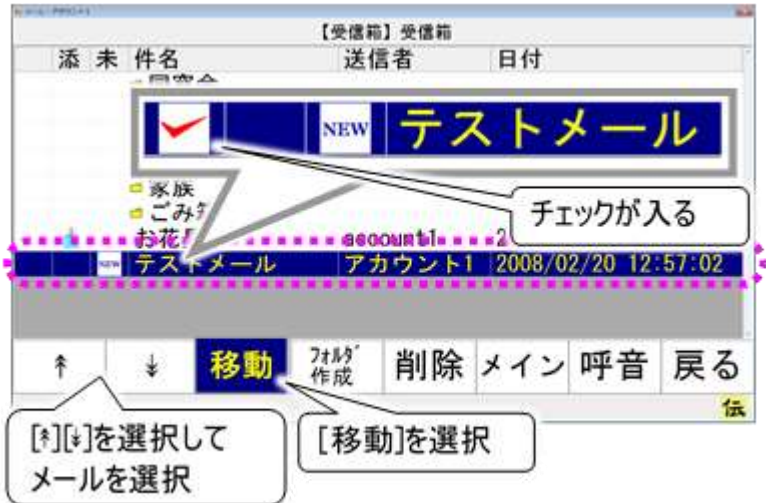 【受信箱】受信箱
添 未 件名 送信者 日付
NEW テストメール
家族
チェックが入る
NEW テストメール アカウント1 2008/02/20 12:57:02
↟ ↡ 移動 フォルダ作成 削除 メイン 呼音 戻る
伝
[↟][↡]を選択して
メールを選択
[移動]を選択